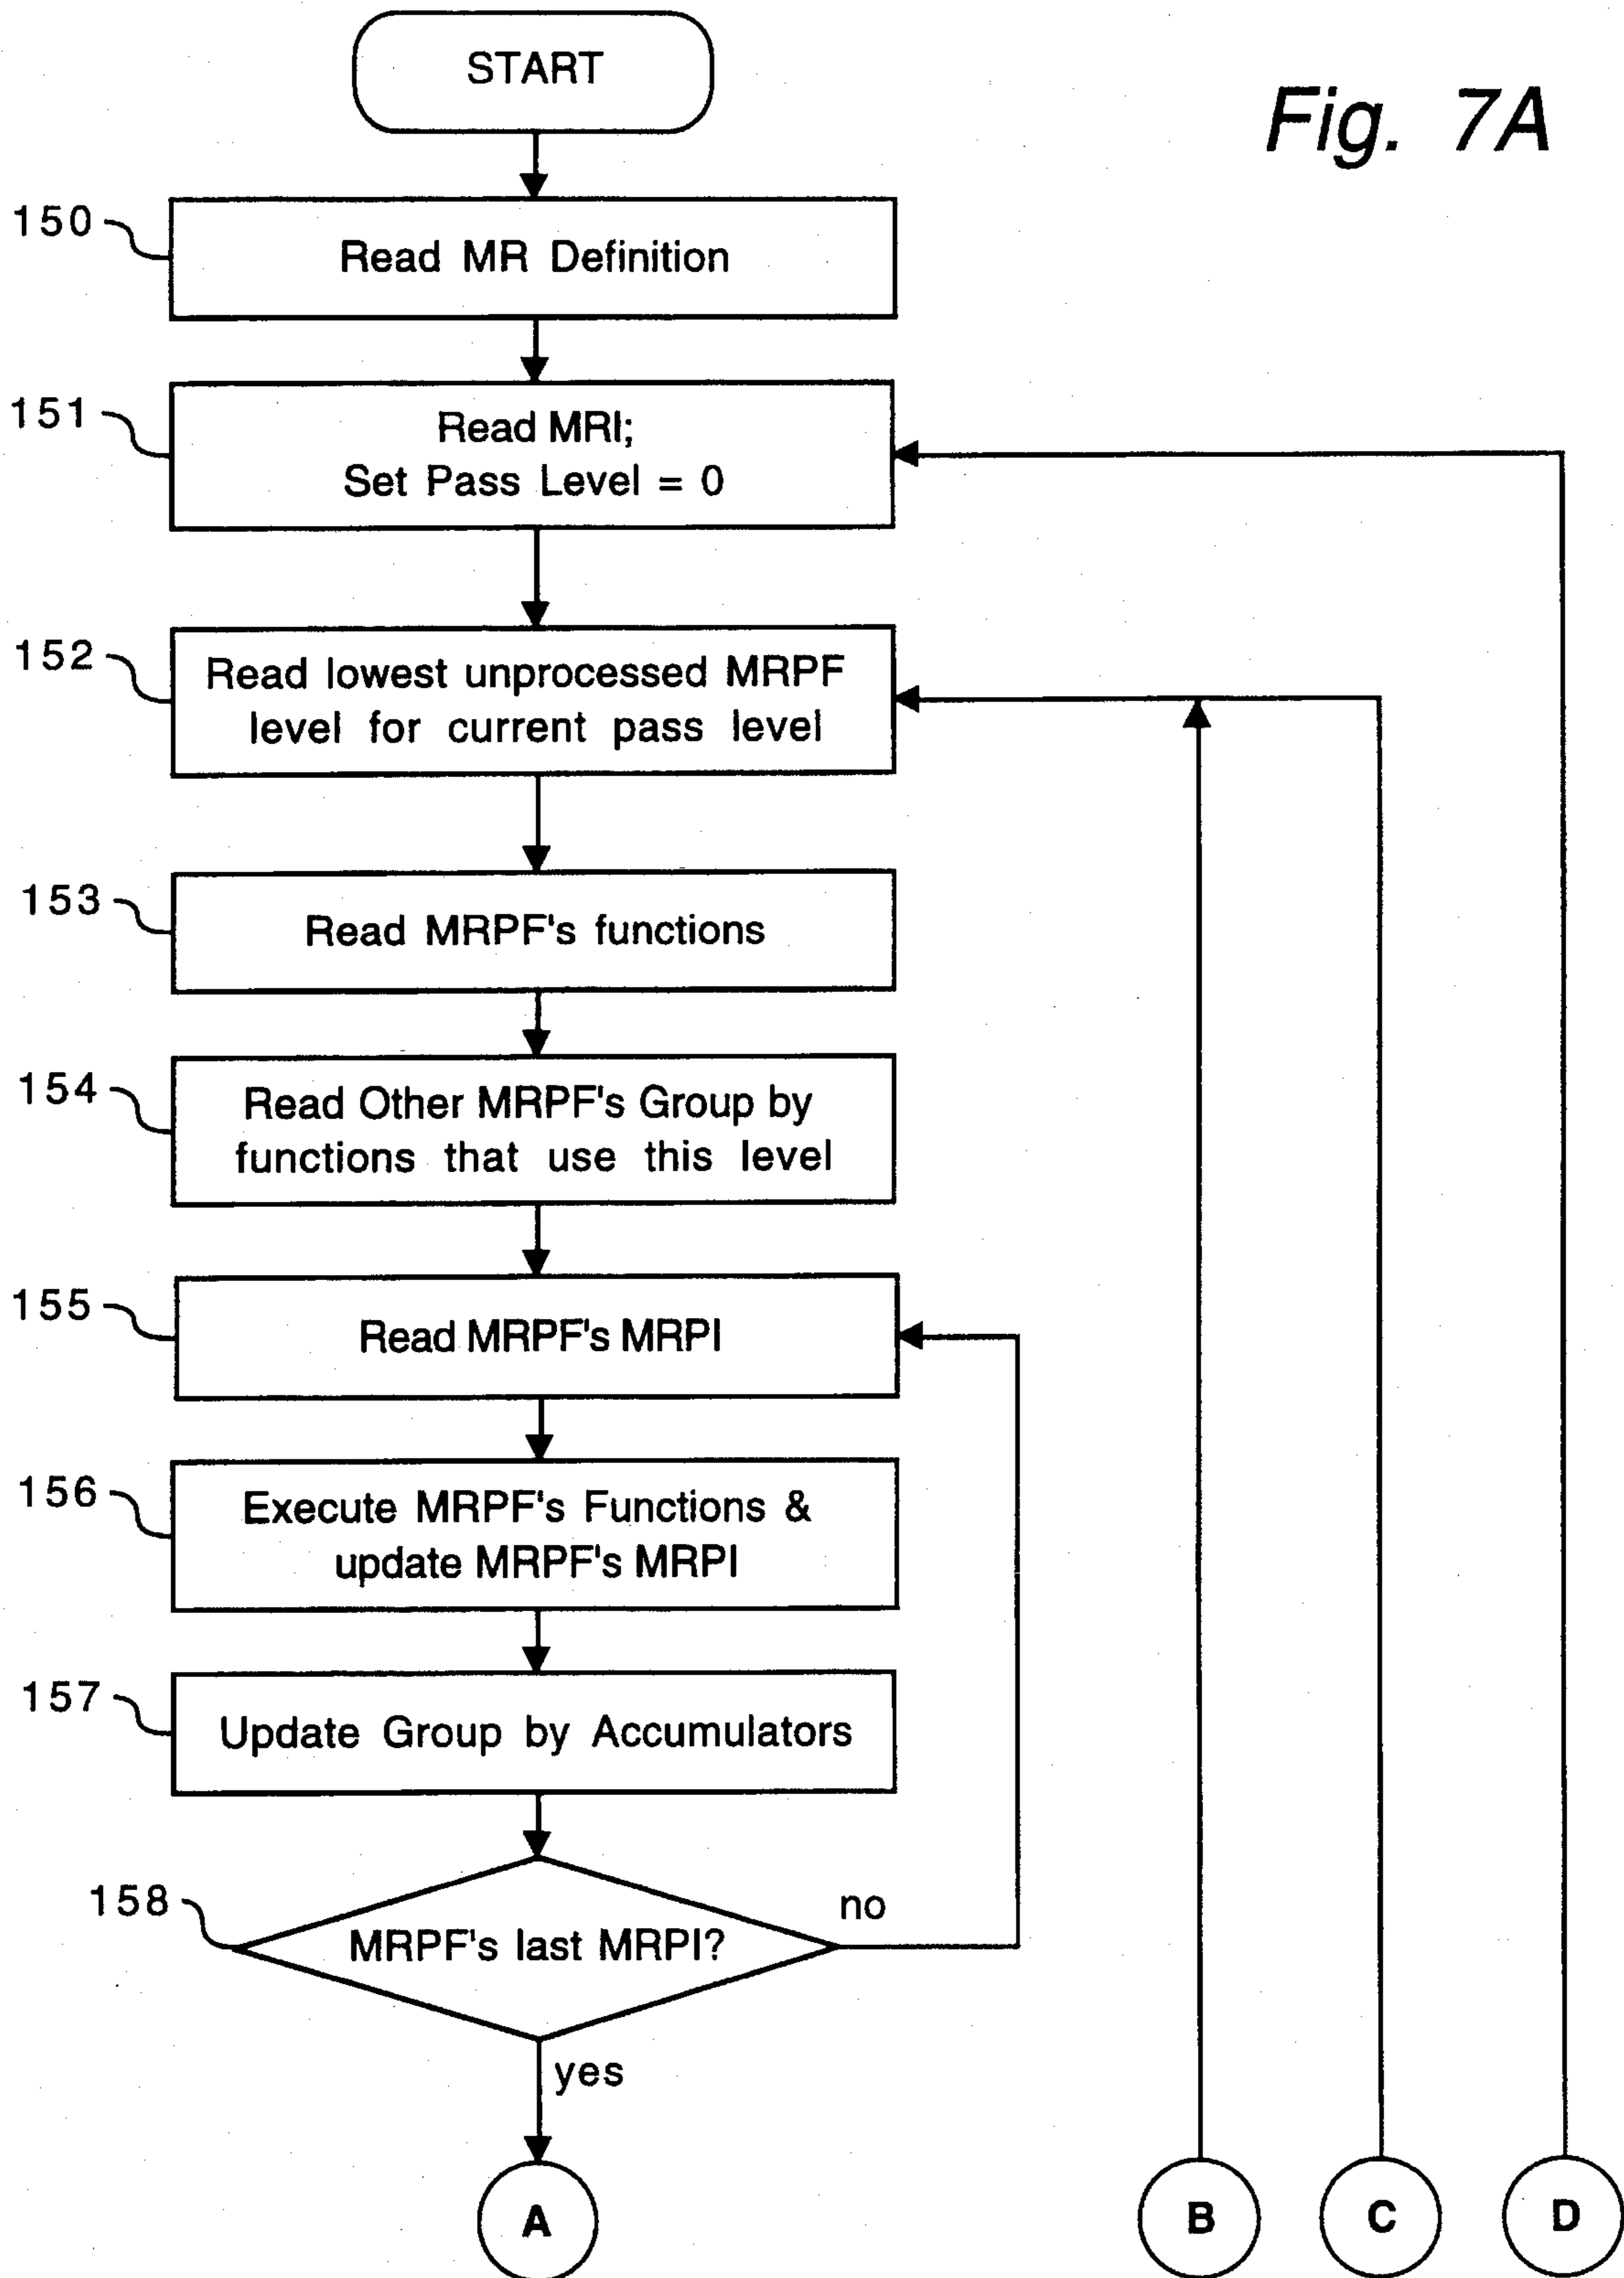 START
Fig. 7A
150
Read MR Definition
151
Read MRI;
Set Pass Level = 0
152
Read lowest unprocessed MRPF
level for current pass level
153
Read MRPF's functions
154
Read Other MRPF's Group by
functions that use this level
155
Read MRPF's MRPI
156
Execute MRPF's Functions &
update MRPF's MRPI
157
Update Group by Accumulators
158
MRPF's last MRPI?
no
yes
A
B
C
D